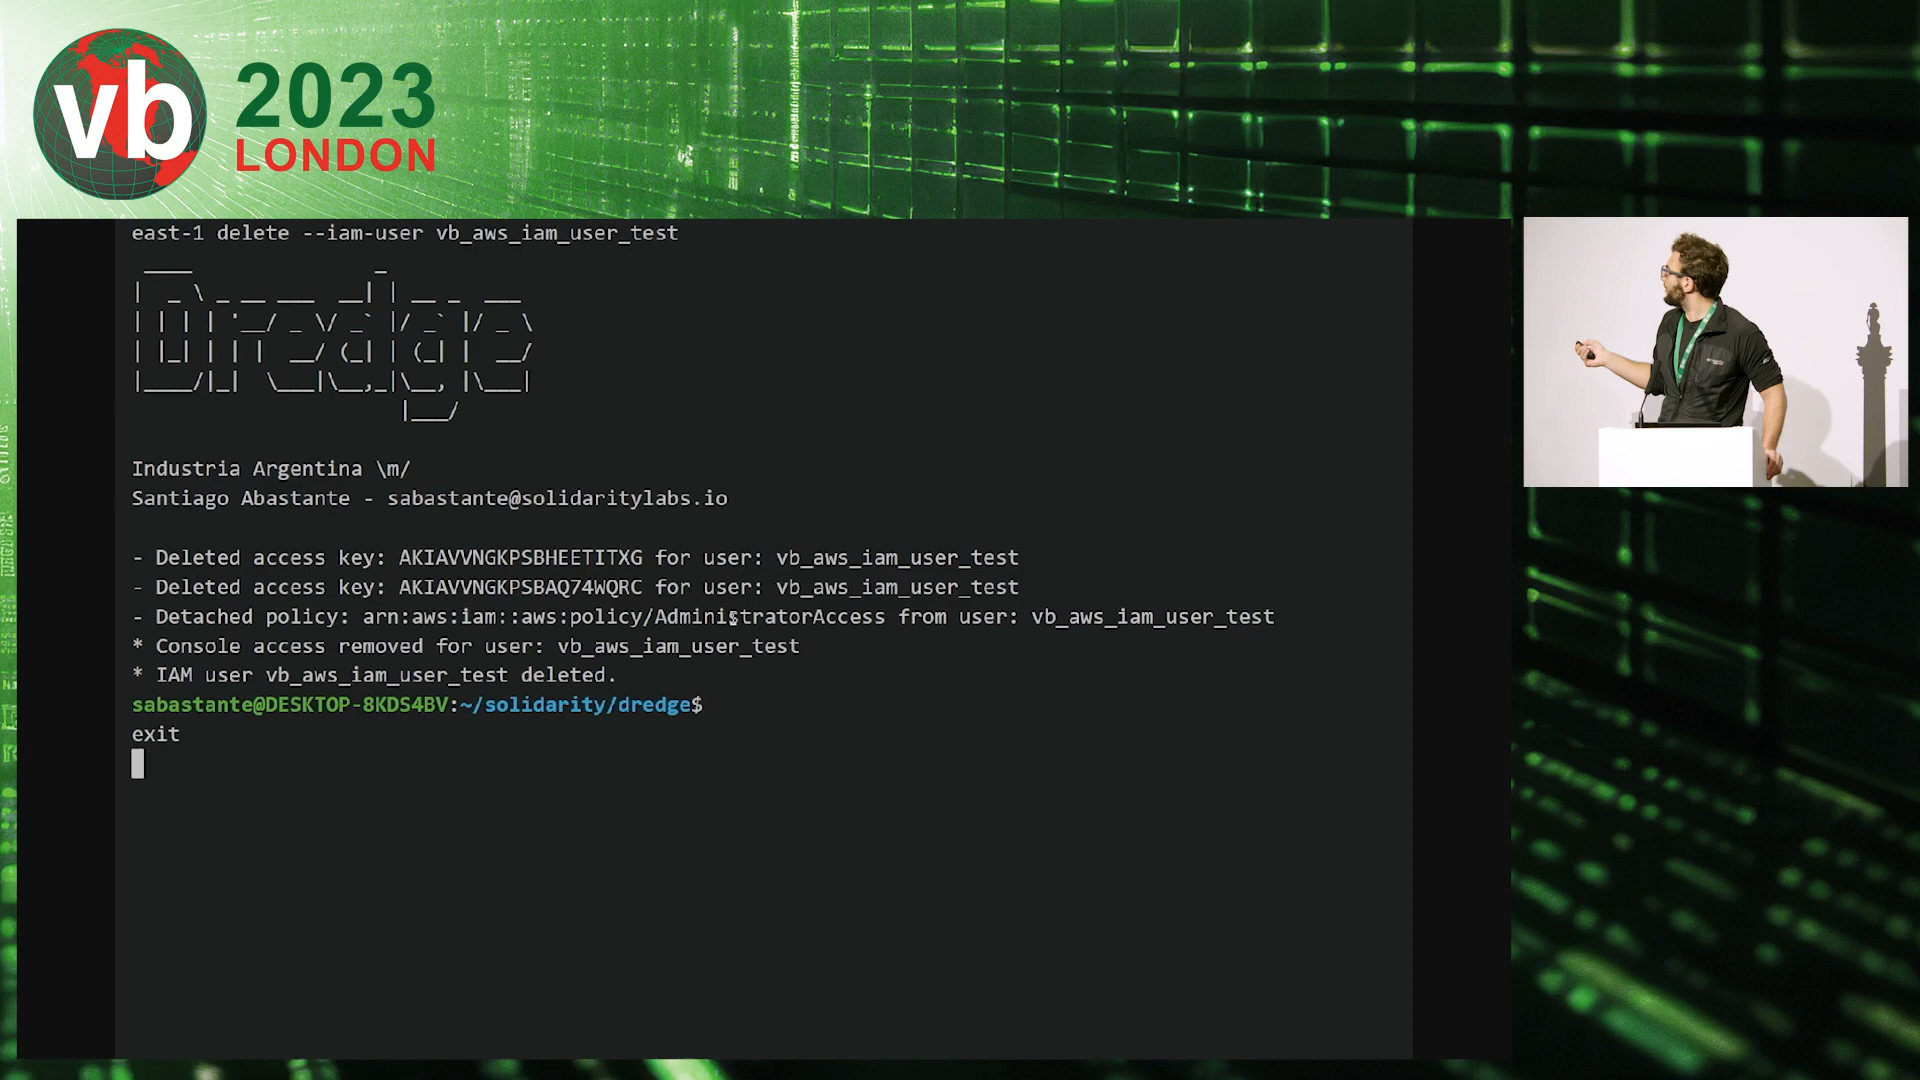 vb
2023
LONDON
east-1 delete --iam-user vb_aws_iam_user_test
Dredge
Industria Argentina \m/
Santiago Abastante - sabastante@solidaritylabs.io
- Deleted access key: AKIAVVNGKPSBHEETITXG for user: vb_aws_iam_user_test
- Deleted access key: AKIAVVNGKPSBAQ74WQRC for user: vb_aws_iam_user_test
- Detached policy: arn:aws:iam::aws:policy/AdministratorAccess from user: vb_aws_iam_user_test
* Console access removed for user: vb_aws_iam_user_test
* IAM user vb_aws_iam_user_test deleted.
sabastante@DESKTOP-8KDS4BV:~/solidarity/dredge$
exit